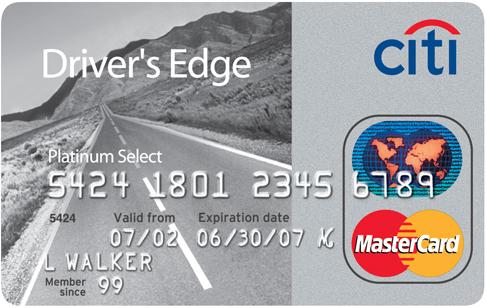 citi
Driver's Edge
Platinum Select
5424 1801 2345 6789
5424 Valid from Expiration date
07/02 06/30/07
L WALKER
Member since 99
MasterCard